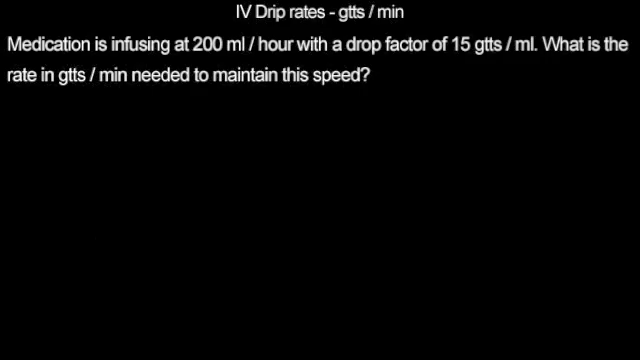 IV Drip rates - gtts / min
Medication is infusing at 200 ml / hour with a drop factor of 15 gtts / ml. What is the
rate in gtts / min needed to maintain this speed?